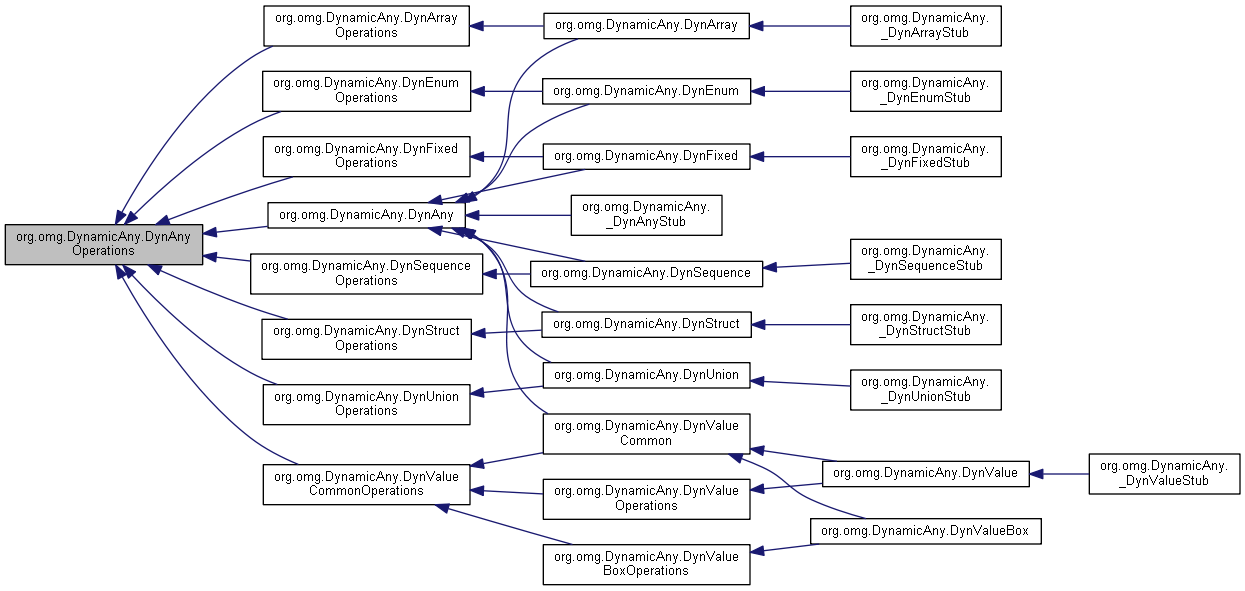 org.omg.DynamicAny.DynAny
Operations
org.omg.DynamicAny.DynArray
Operations
org.omg.DynamicAny.DynEnum
Operations
org.omg.DynamicAny.DynFixed
Operations
org.omg.DynamicAny.DynAny
org.omg.DynamicAny.DynSequence
Operations
org.omg.DynamicAny.DynStruct
Operations
org.omg.DynamicAny.DynUnion
Operations
org.omg.DynamicAny.DynValue
CommonOperations
org.omg.DynamicAny.DynArray
org.omg.DynamicAny.DynEnum
org.omg.DynamicAny.DynFixed
org.omg.DynamicAny.
_DynAnyStub
org.omg.DynamicAny.DynSequence
org.omg.DynamicAny.DynStruct
org.omg.DynamicAny.DynUnion
org.omg.DynamicAny.DynValue
Common
org.omg.DynamicAny.DynValue
Operations
org.omg.DynamicAny.DynValue
BoxOperations
org.omg.DynamicAny.
_DynArrayStub
org.omg.DynamicAny.
_DynEnumStub
org.omg.DynamicAny.
_DynFixedStub
org.omg.DynamicAny.
_DynSequenceStub
org.omg.DynamicAny.
_DynStructStub
org.omg.DynamicAny.
_DynUnionStub
org.omg.DynamicAny.DynValue
org.omg.DynamicAny.DynValueBox
org.omg.DynamicAny.
_DynValueStub